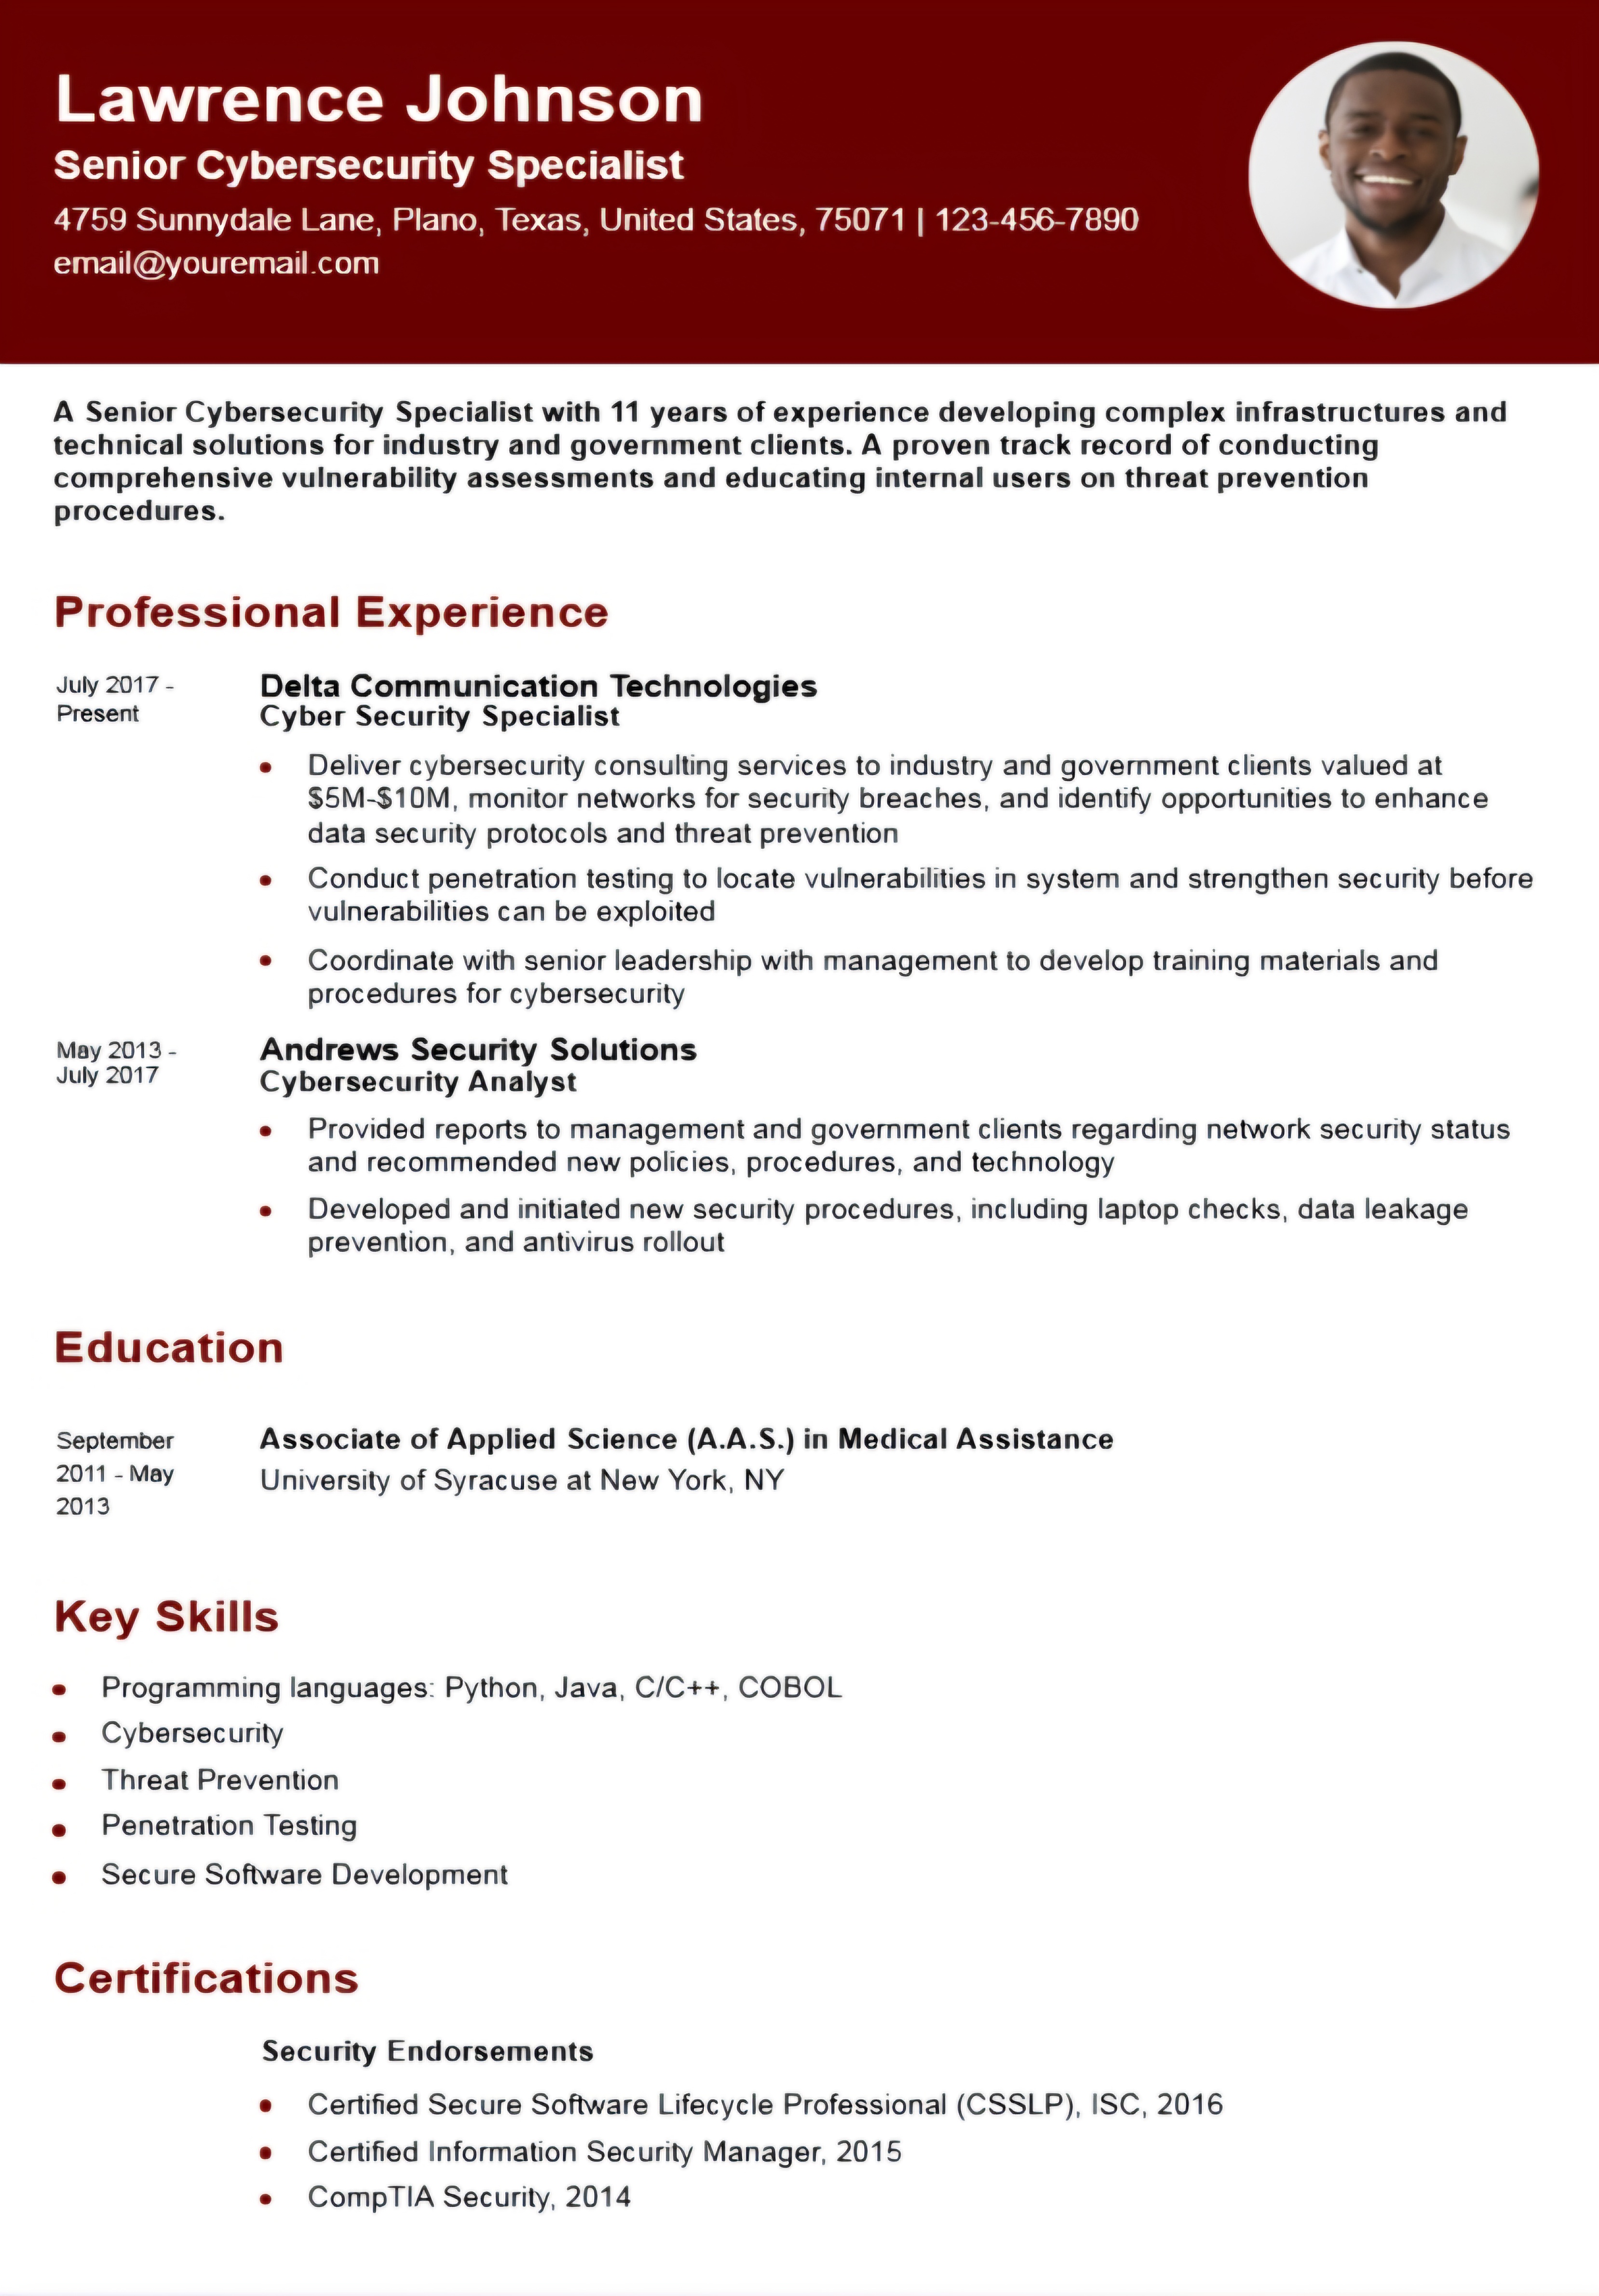 Lawrence Johnson
Senior Cybersecurity Specialist
4759 Sunnydale Lane, Plano, Texas, United States, 75071 | 123-456-7890
email@youremail.com
A Senior Cybersecurity Specialist with 11 years of experience developing complex infrastructures and
technical solutions for industry and government clients. A proven track record of conducting
comprehensive vulnerability assessments and educating internal users on threat prevention
procedures.
Professional Experience
July 2017 -
Present
Delta Communication Technologies
Cyber Security Specialist
• Deliver cybersecurity consulting services to industry and government clients valued at
$5M-$10M, monitor networks for security breaches, and identify opportunities to enhance
data security protocols and threat prevention
• Conduct penetration testing to locate vulnerabilities in system and strengthen security before
vulnerabilities can be exploited
• Coordinate with senior leadership with management to develop training materials and
procedures for cybersecurity
May 2013 -
July 2017
Andrews Security Solutions
Cybersecurity Analyst
• Provided reports to management and government clients regarding network security status
and recommended new policies, procedures, and technology
• Developed and initiated new security procedures, including laptop checks, data leakage
prevention, and antivirus rollout
Education
September
2011 - May
2013
Associate of Applied Science (A.A.S.) in Medical Assistance
University of Syracuse at New York, NY
Key Skills
• Programming languages: Python, Java, C/C++, COBOL
• Cybersecurity
• Threat Prevention
• Penetration Testing
• Secure Software Development
Certifications
Security Endorsements
• Certified Secure Software Lifecycle Professional (CSSLP), ISC, 2016
• Certified Information Security Manager, 2015
• CompTIA Security, 2014